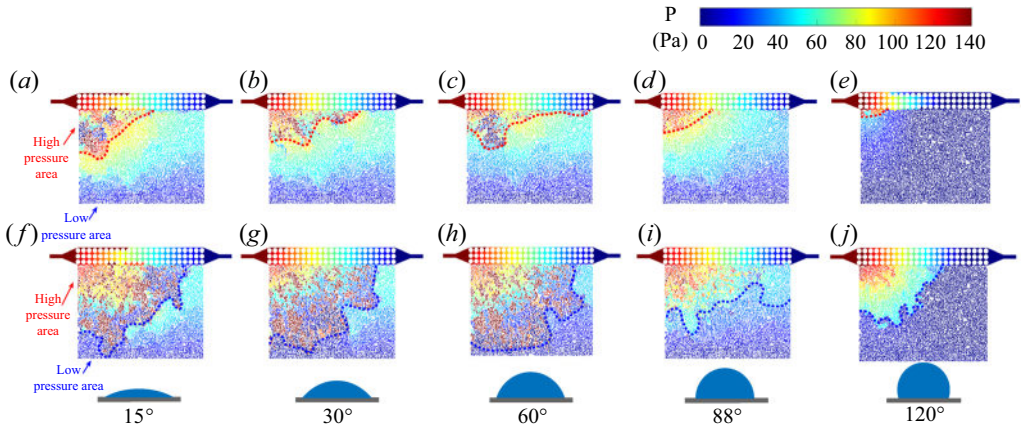 P
(Pa)
0 20 40 60 80 100 120 140
(a) (b) (c) (d) (e)
High
pressure
area
Low
pressure area
(f) (g) (h) (i) (j)
High
pressure
area
Low
pressure area
15° 30° 60° 88° 120°